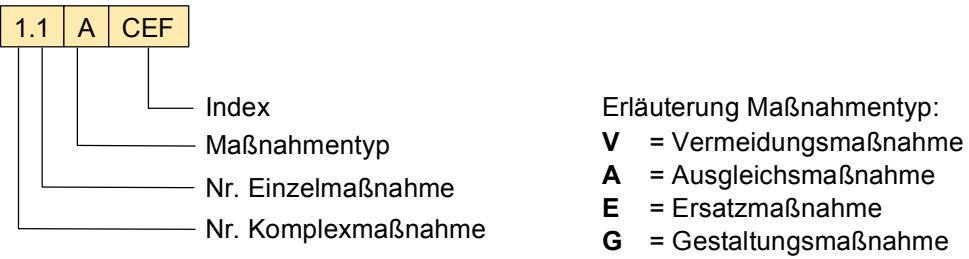 1.1 A CEF
Index
Maßnahmentyp
Nr. Einzelmaßnahme
Nr. Komplexmaßnahme
Erläuterung Maßnahmentyp:
V = Vermeidungsmaßnahme
A = Ausgleichsmaßnahme
E = Ersatzmaßnahme
G = Gestaltungsmaßnahme